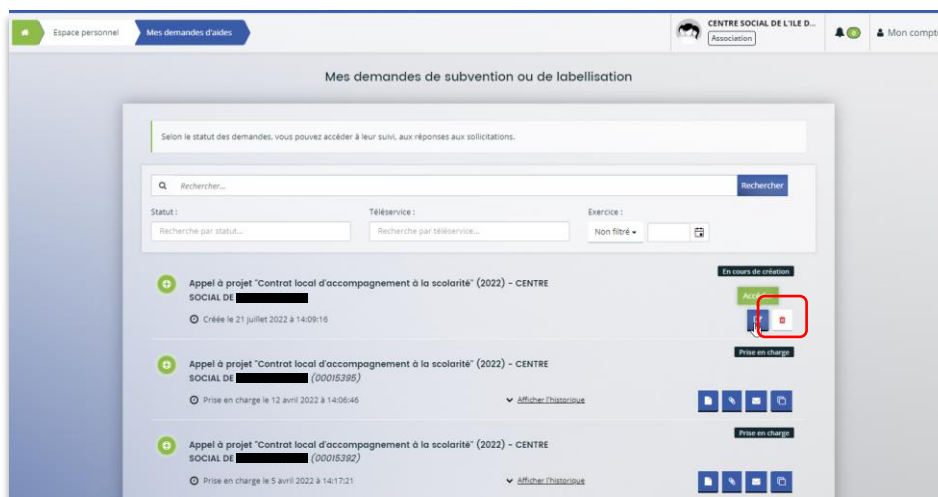 Espace personnel
Mes demandes d'aides
CENTRE SOCIAL DE L'ILE D...
Association
0
Mon compte
Mes demandes de subvention ou de labellisation
Selon le statut des demandes, vous pouvez accéder à leur suivi, aux réponses aux sollicitations.
Rechercher...
Rechercher
Statut :
Téléservice :
Exercice :
Recherche par statut...
Recherche par téléservice...
Non filtré
En cours de création
Appel à projet "Contrat local d'accompagnement à la scolarité" (2022) - CENTRE
SOCIAL DE
Créée le 21 juillet 2022 à 14:09:16
Prise en charge
Appel à projet "Contrat local d'accompagnement à la scolarité" (2022) - CENTRE
SOCIAL DE (00015395)
Prise en charge le 12 avril 2022 à 14:06:46
Afficher l'historique
Prise en charge
Appel à projet "Contrat local d'accompagnement à la scolarité" (2022) - CENTRE
SOCIAL DE (00015392)
Prise en charge le 5 avril 2022 à 14:17:21
Afficher l'historique